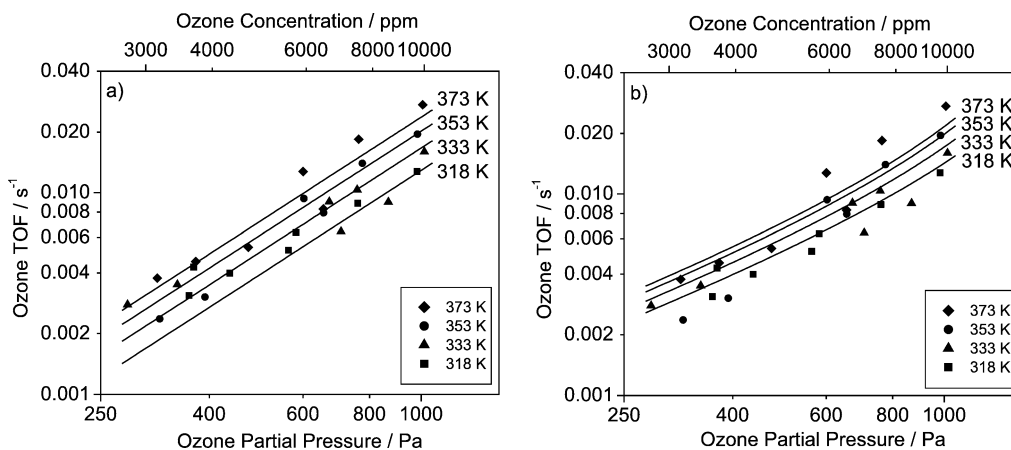 Ozone Concentration / ppm
3000 4000 6000 8000 10000
0.040
0.020
0.010
0.008
0.006
0.004
0.002
0.001
Ozone TOF / s⁻¹
a)
373 K
353 K
333 K
318 K
373 K
353 K
333 K
318 K
250 400 600 800 1000
Ozone Partial Pressure / Pa
Ozone Concentration / ppm
3000 4000 6000 8000 10000
0.040
0.020
0.010
0.008
0.006
0.004
0.002
0.001
Ozone TOF / s⁻¹
b)
373 K
353 K
333 K
318 K
373 K
353 K
333 K
318 K
250 400 600 800 1000
Ozone Partial Pressure / Pa